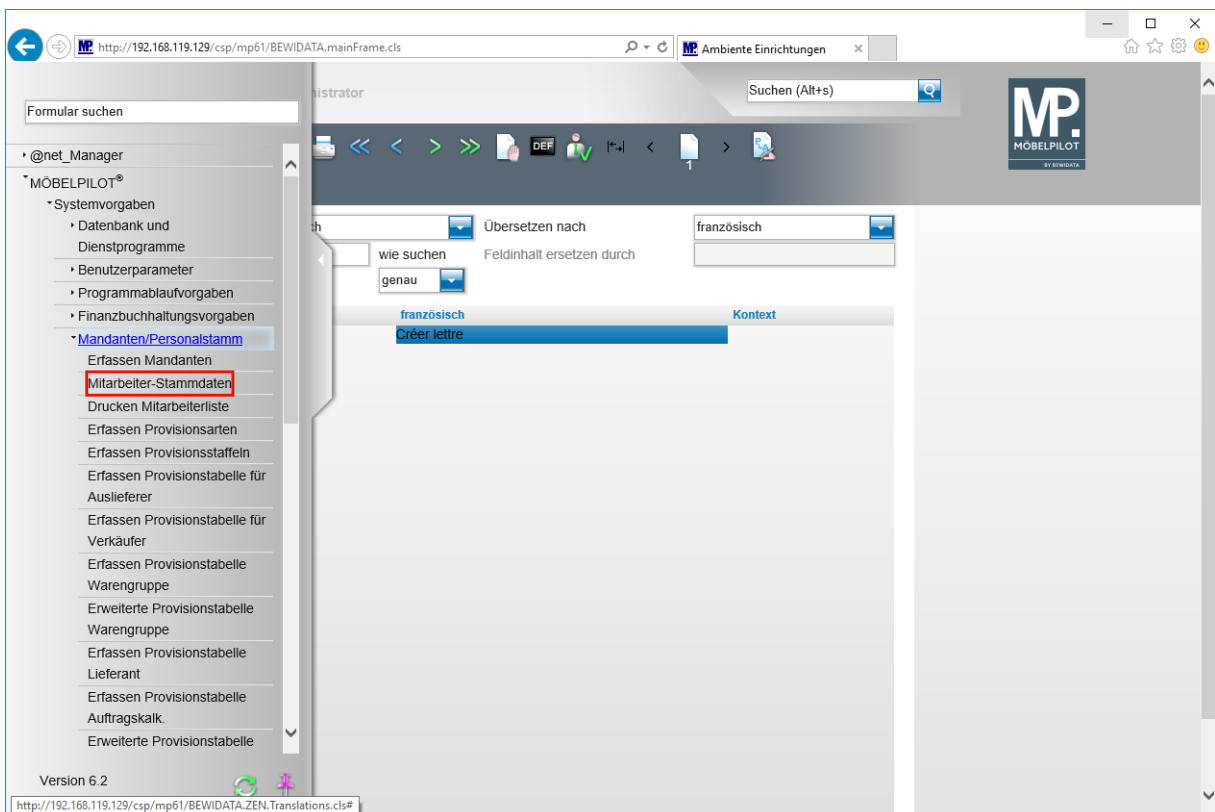 http://192.168.119.129/csp/mp61/BEWIDATA.mainFrame.cls
Ambiente Einrichtungen
Formular suchen
Suchen (Alt+s)
MP.
MÖBELPILOT
BY BEWIDATA
DEF
1
@net_Manager
MÖBELPILOT®
Systemvorgaben
Datenbank und
Dienstprogramme
Benutzerparameter
Programmablaufvorgaben
Finanzbuchhaltungsvorgaben
Mandanten/Personalstamm
Erfassen Mandanten
Mitarbeiter-Stammdaten
Drucken Mitarbeiterliste
Erfassen Provisionsarten
Erfassen Provisionsstaffeln
Erfassen Provisionstabelle für
Auslieferer
Erfassen Provisionstabelle für
Verkäufer
Erfassen Provisionstabelle
Warengruppe
Erweiterte Provisionstabelle
Warengruppe
Erfassen Provisionstabelle
Lieferant
Erfassen Provisionstabelle
Auftragskalk.
Erweiterte Provisionstabelle
Version 6.2
Übersetzen nach
französisch
wie suchen
Feldinhalt ersetzen durch
genau
französisch
Kontext
Créer lettre
http://192.168.119.129/csp/mp61/BEWIDATA.ZEN.Translations.cls#